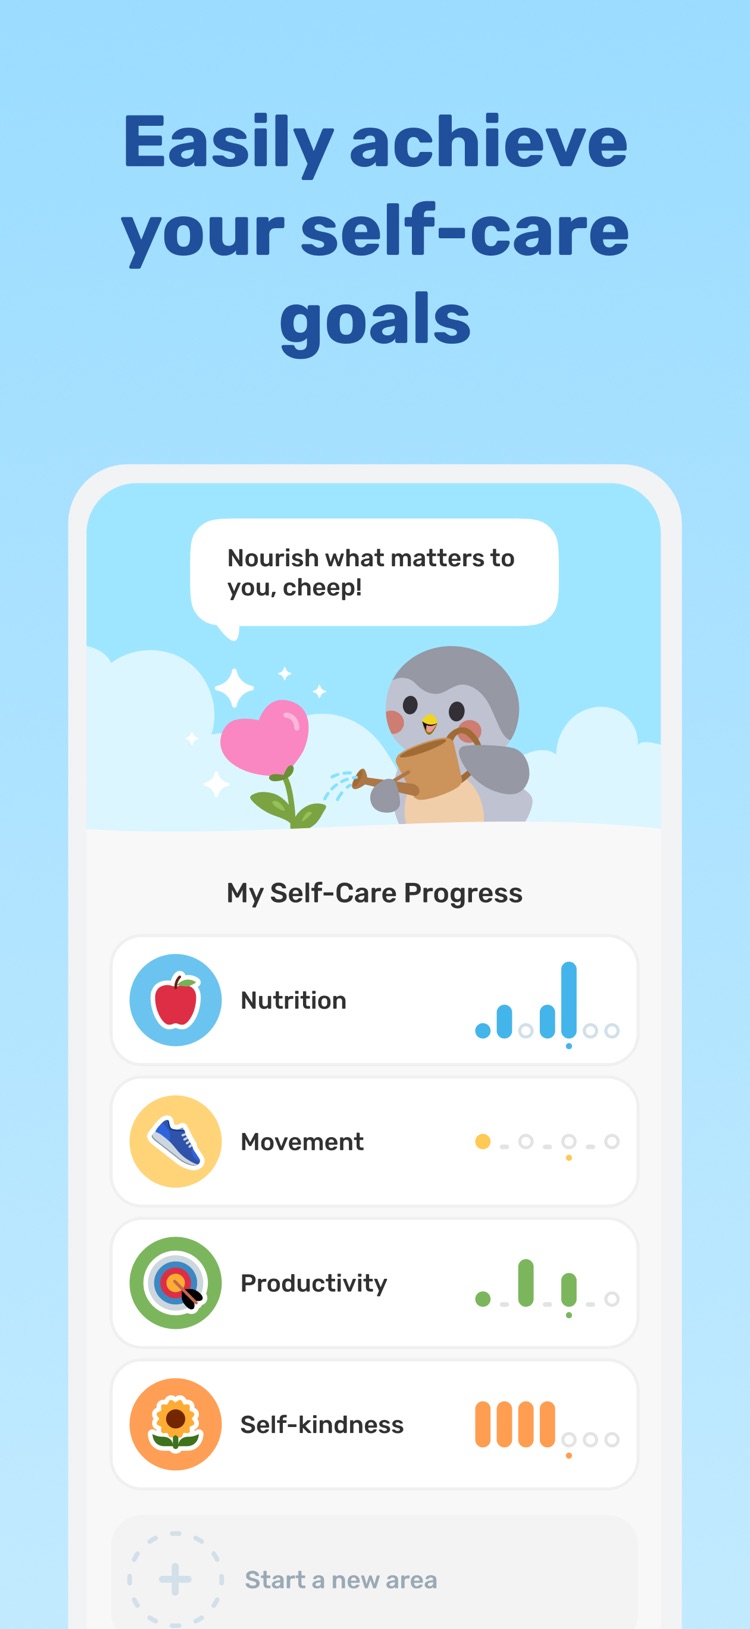 Easily achieve
your self-care
goals
Nourish what matters to
you, cheep!
My Self-Care Progress
Nutrition
Movement
Productivity
Self-kindness
Start a new area